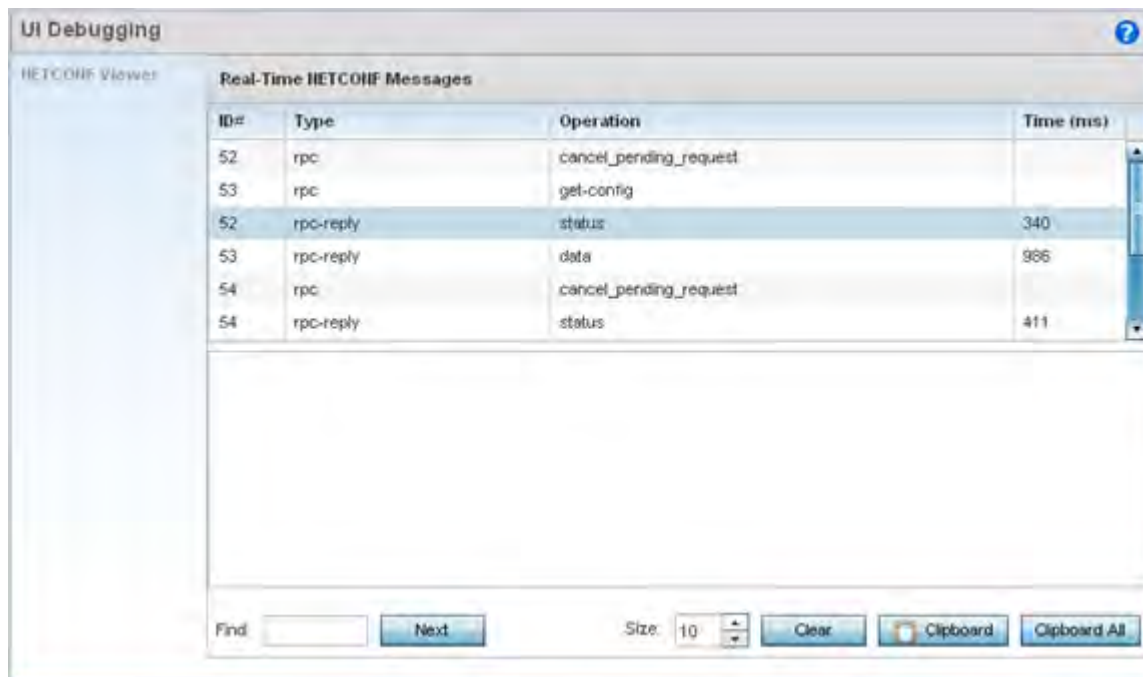 UI Debugging
NETCONF Viewer
Real-Time NETCONF Messages
ID# Type Operation Time (ms)
52 rpc cancel_pending_request
53 rpc get-config
52 rpc-reply status 340
53 rpc-reply data 986
54 rpc cancel_pending_request
54 rpc-reply status 411
Find Next Size: 10 Clear Clipboard Clipboard All